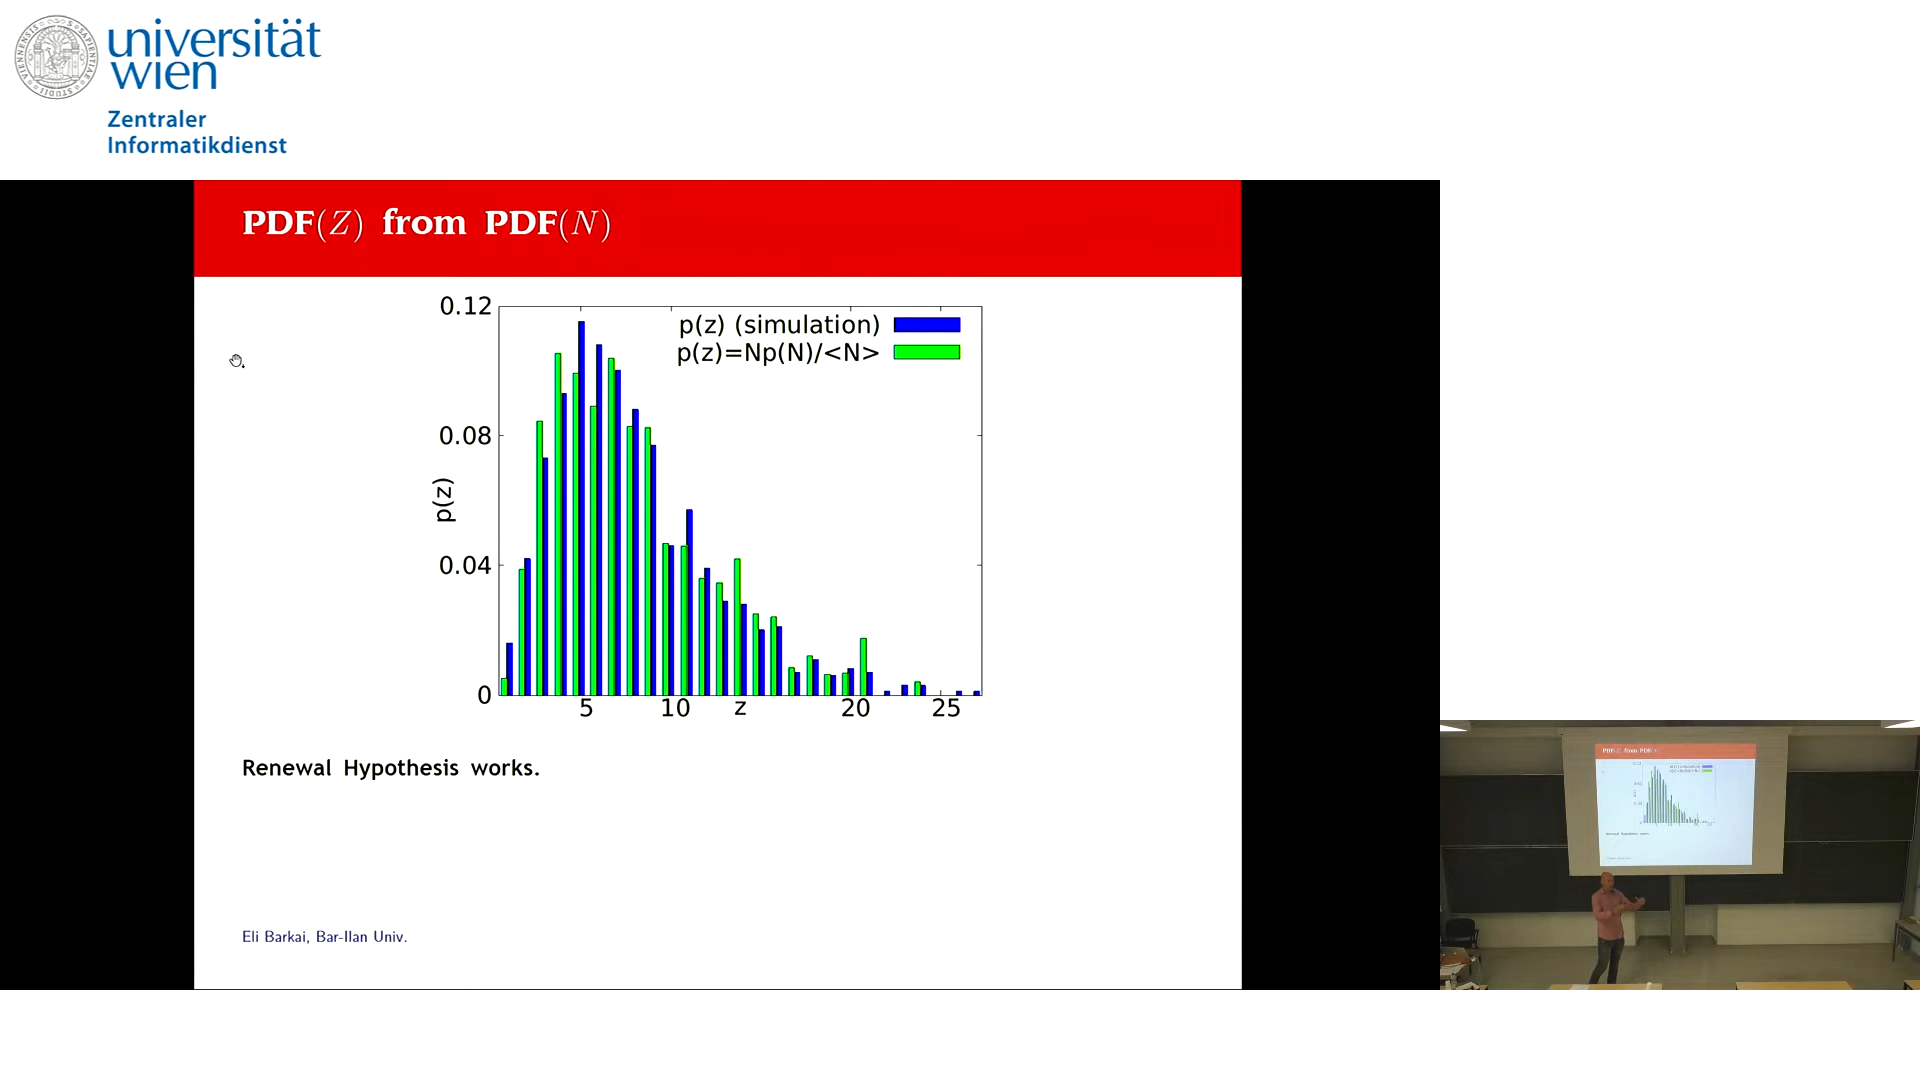 universität
wien
Zentraler
Informatikdienst
PDF(Z) from PDF(N)
0.12
0.08
0.04
0
p(z)
p(z) (simulation)
p(z)=Np(N)/<N>
5 10 z 20 25
Renewal Hypothesis works.
Eli Barkai, Bar-Ilan Univ.